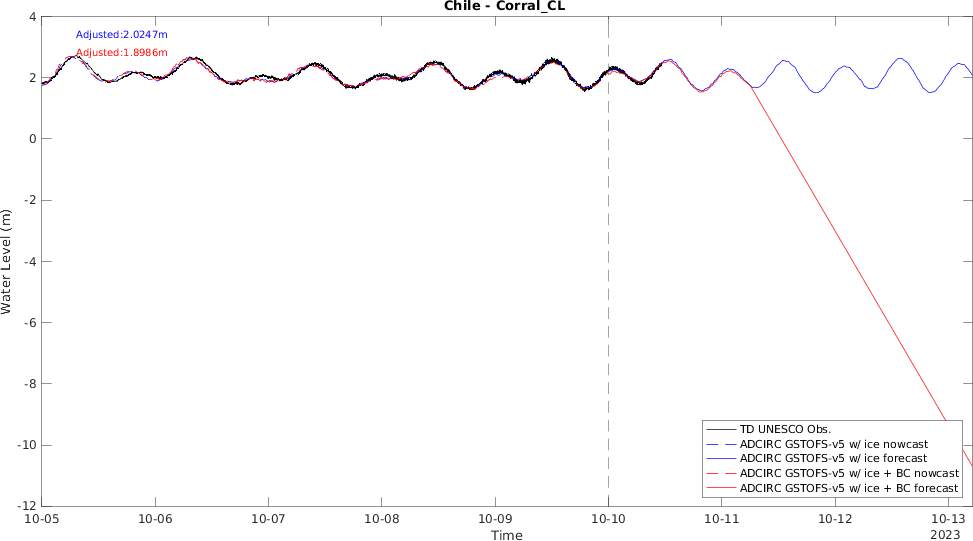 Chile - Corral_CL
Adjusted:2.0247m
Adjusted:1.8986m
4
2
0
-2
-4
-6
-8
-10
-12
Water Level (m)
TD UNESCO Obs.
ADCIRC GSTOFS-v5 w/ ice nowcast
ADCIRC GSTOFS-v5 w/ ice forecast
ADCIRC GSTOFS-v5 w/ ice + BC nowcast
ADCIRC GSTOFS-v5 w/ ice + BC forecast
10-05 10-06 10-07 10-08 10-09 10-10 10-11 10-12 10-13
Time
2023